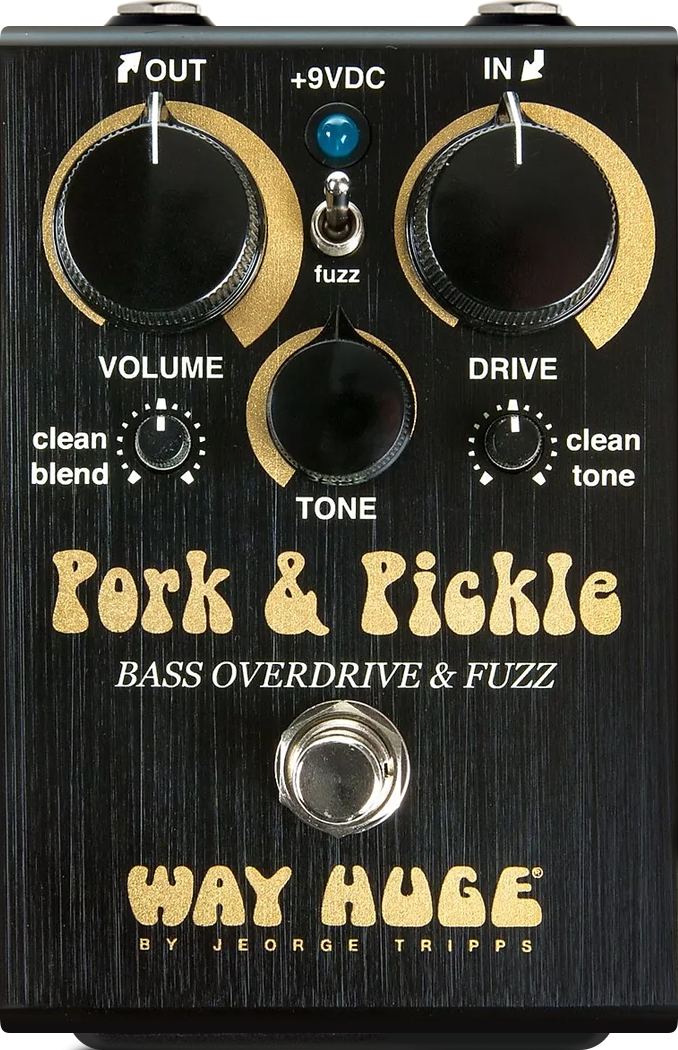 OUT
+9VDC
IN
fuzz
VOLUME
DRIVE
clean
blend
clean
tone
TONE
Pork & Pickle
BASS OVERDRIVE & FUZZ
WAY HUGE®
BY JEORGE TRIPPS